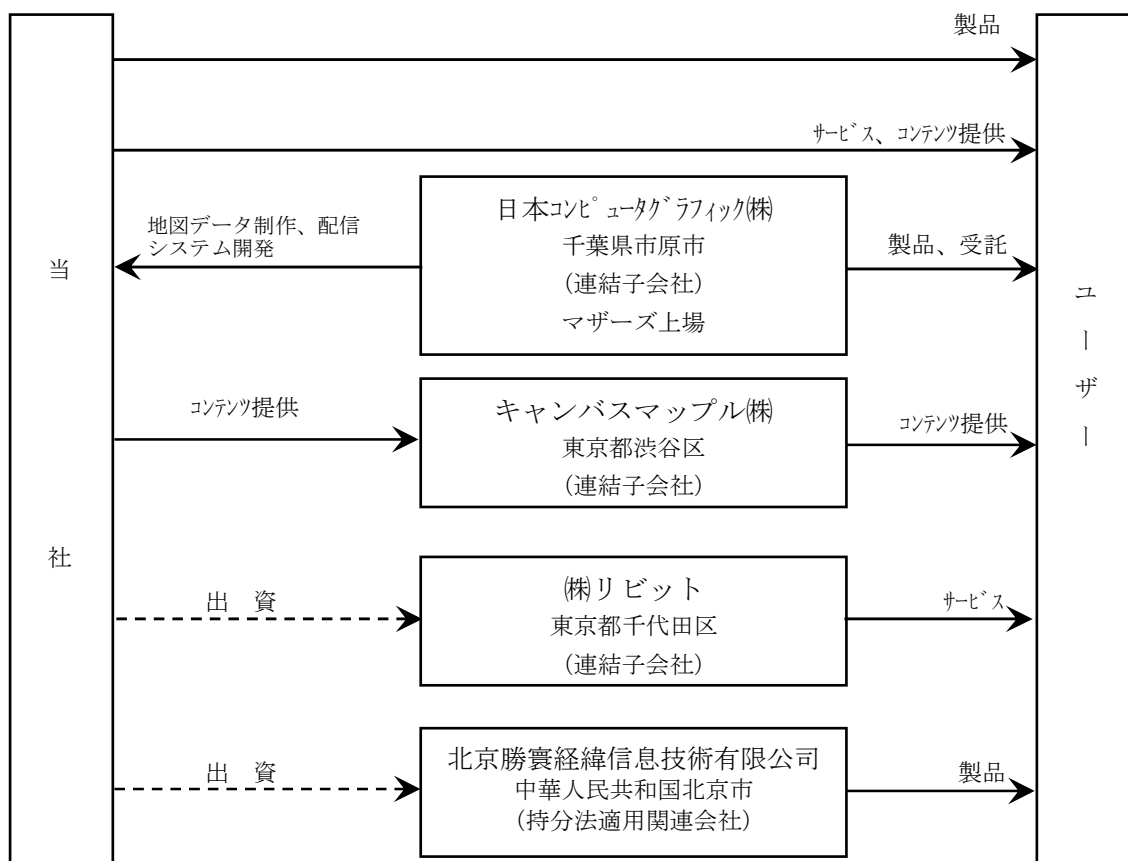 製品
サービス、コンテンツ提供
日本コンピュータグラフィック㈱
千葉県市原市
(連結子会社)
マザーズ上場
地図データ制作、配信
システム開発
製品、受託
当社
ユーザー
コンテンツ提供
キャンバスマップル㈱
東京都渋谷区
(連結子会社)
コンテンツ提供
出 資
㈱リビット
東京都千代田区
(連結子会社)
サービス
出 資
北京勝寰経緯信息技術有限公司
中華人民共和国北京市
(持分法適用関連会社)
製品